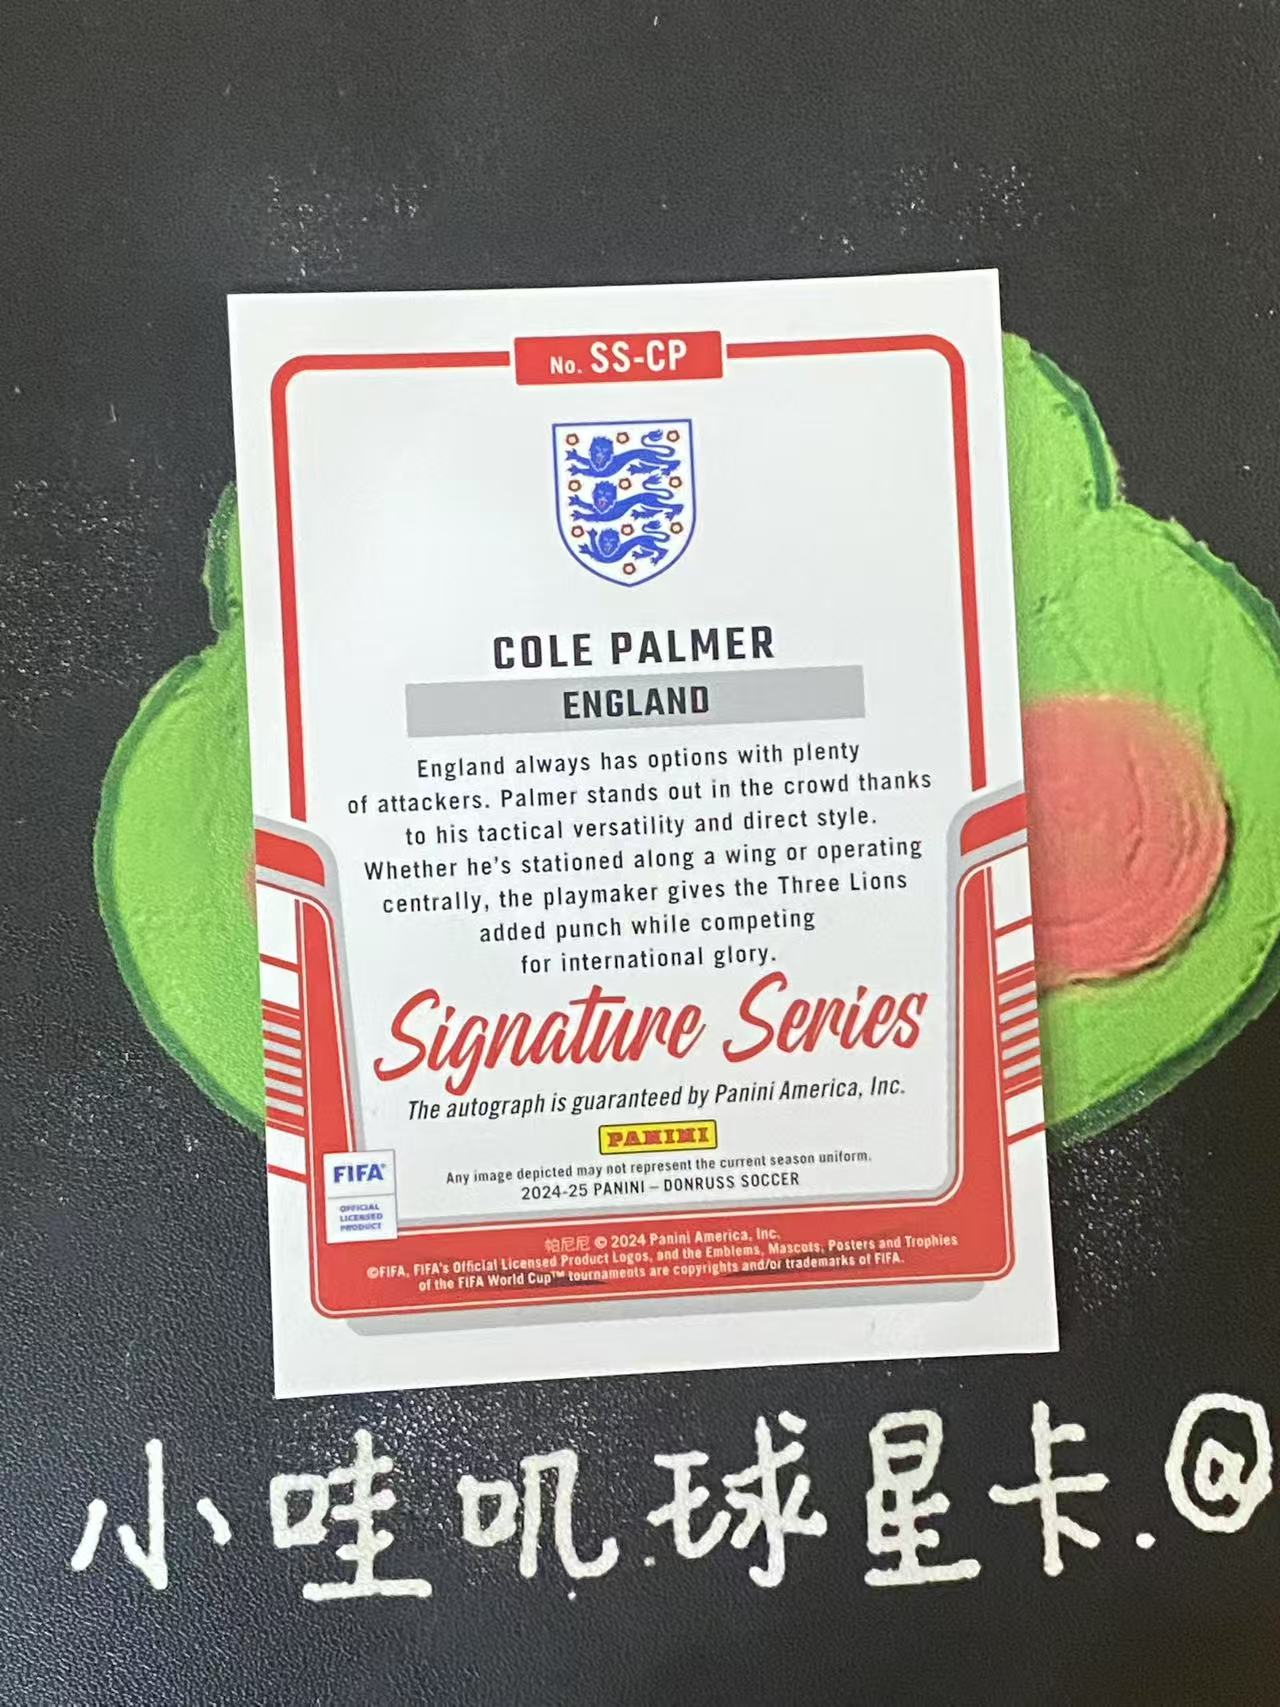 No. SS-CP
COLE PALMER
ENGLAND
England always has options with plenty
of attackers. Palmer stands out in the crowd thanks
to his tactical versatility and direct style.
Whether he's stationed along a wing or operating
centrally, the playmaker gives the Three Lions
added punch while competing
for international glory.
Signature Series
The autograph is guaranteed by Panini America, Inc.
PANINI
Any image depicted may not represent the current season uniform.
2024-25 PANINI – DONRUSS SOCCER
FIFA®
OFFICIAL
LICENSED
PRODUCT
帕尼尼 © 2024 Panini America, Inc.
©FIFA, FIFA's Official Licensed Product Logos, and the Emblems, Mascots, Posters and Trophies
of the FIFA World Cup™ tournaments are copyrights and/or trademarks of FIFA.
小哇叽.球星卡.@